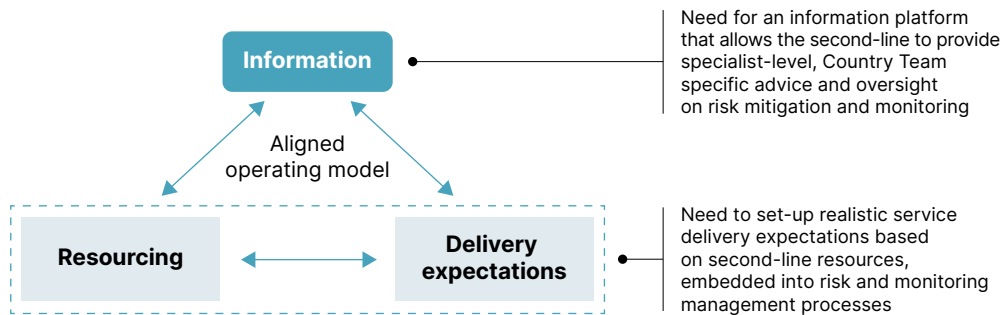 Information
Need for an information platform
that allows the second-line to provide
specialist-level, Country Team
specific advice and oversight
on risk mitigation and monitoring
Aligned
operating model
Resourcing
Delivery
expectations
Need to set-up realistic service
delivery expectations based
on second-line resources,
embedded into risk and monitoring
management processes